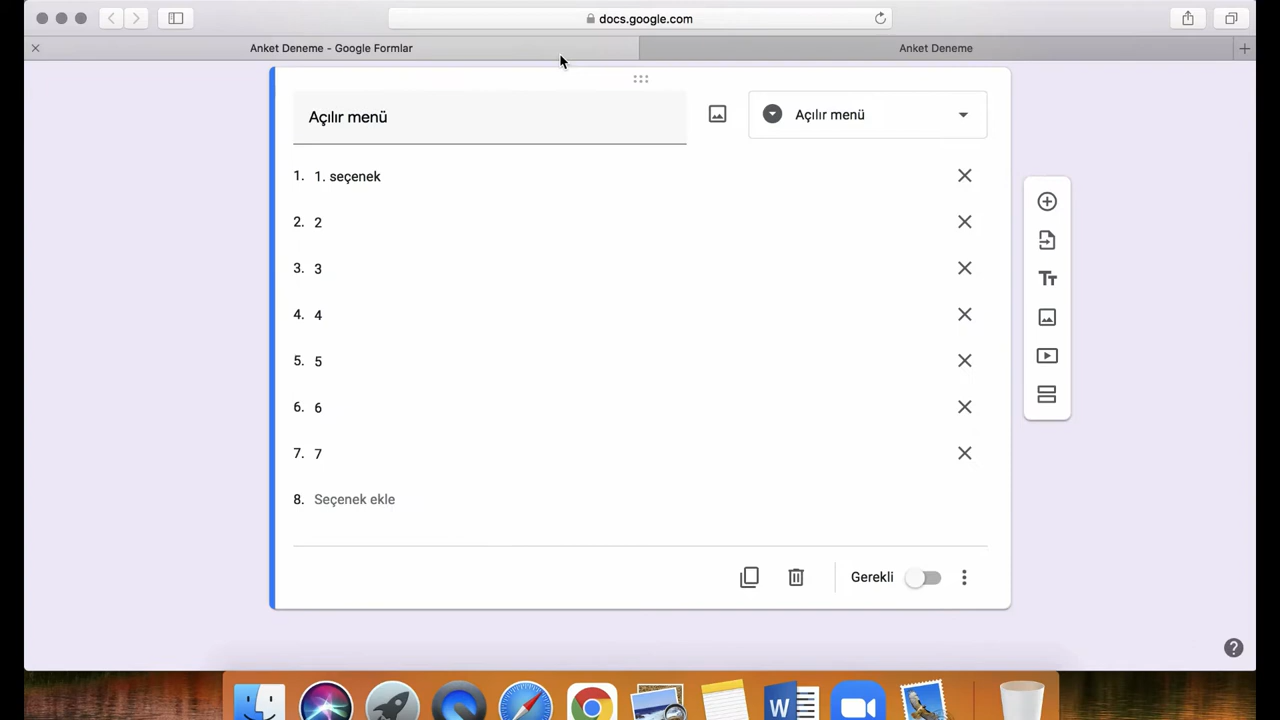 docs.google.com
Anket Deneme - Google Formlar
Anket Deneme
Açılır menü
Açılır menü
1. 1. seçenek
2. 2
3. 3
4. 4
5. 5
6. 6
7. 7
8. Seçenek ekle
Gerekli
W